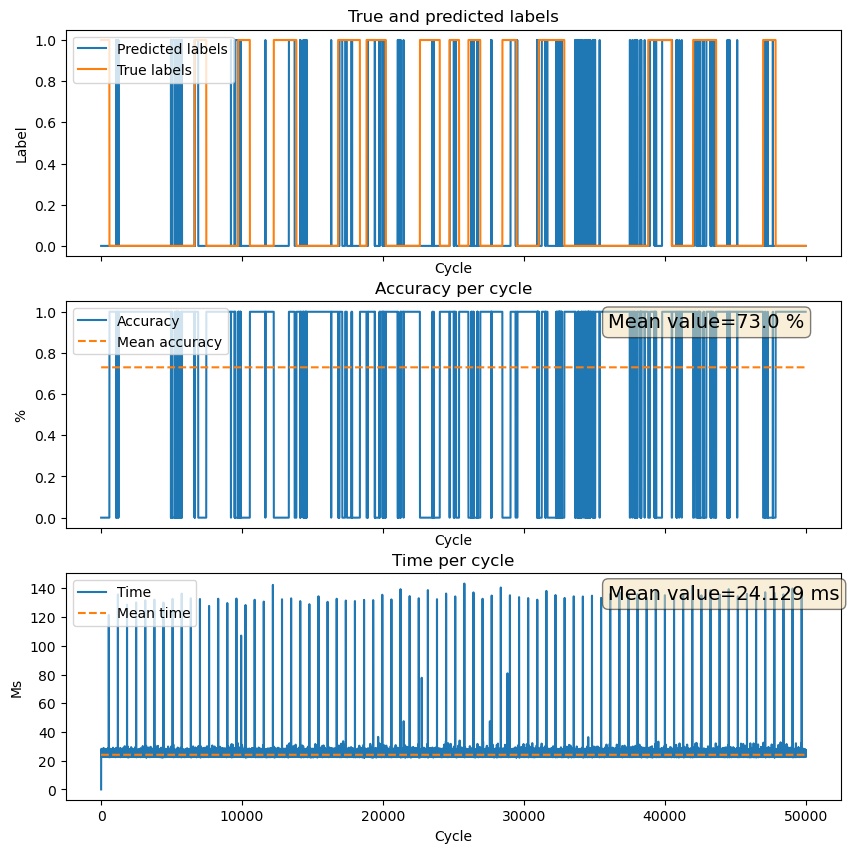 True and predicted labels
1.0
0.8
0.6
0.4
0.2
0.0
Label
Predicted labels
True labels
Cycle
Accuracy per cycle
1.0
0.8
0.6
0.4
0.2
0.0
%
Accuracy
Mean accuracy
Mean value=73.0 %
Cycle
Time per cycle
140
120
100
80
60
40
20
0
Ms
Time
Mean time
Mean value=24.129 ms
0 10000 20000 30000 40000 50000
Cycle